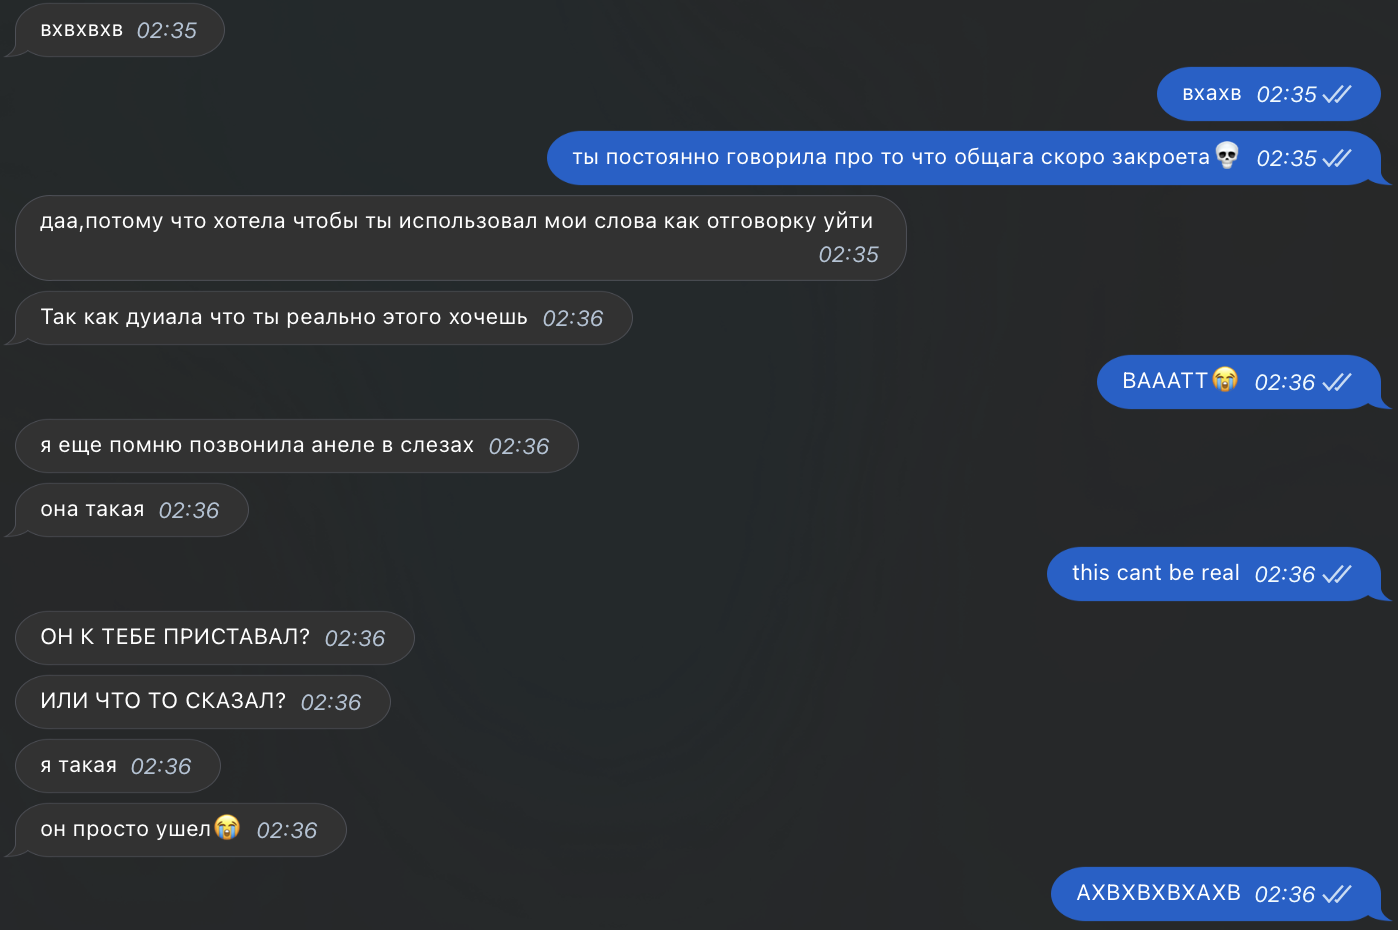 вхвхвхв 02:35
вхахв 02:35
ты постоянно говорила про то что общага скоро закроета💀 02:35
даа,потому что хотела чтобы ты использовал мои слова как отговорку уйти
02:35
Так как дуиала что ты реально этого хочешь 02:36
ВАААТТ😭 02:36
я еще помню позвонила анеле в слезах 02:36
она такая 02:36
this cant be real 02:36
ОН К ТЕБЕ ПРИСТАВАЛ? 02:36
ИЛИ ЧТО ТО СКАЗАЛ? 02:36
я такая 02:36
он просто ушел😭 02:36
АХВХВХВХАХВ 02:36